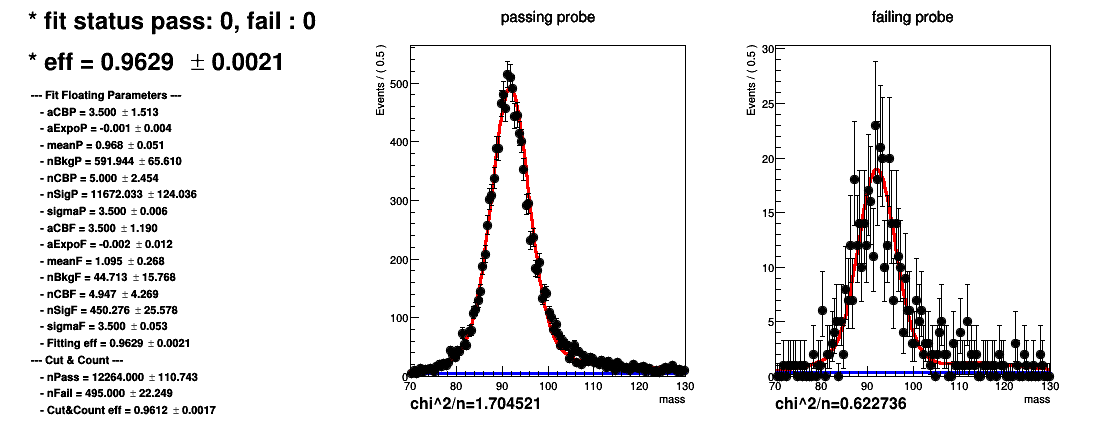 * fit status pass: 0, fail : 0
* eff = 0.9629 ± 0.0021
--- Fit Floating Parameters ---
- aCBP = 3.500 ± 1.513
- aExpoP = -0.001 ± 0.004
- meanP = 0.968 ± 0.051
- nBkgP = 591.944 ± 65.610
- nCBP = 5.000 ± 2.454
- nSigP = 11672.033 ± 124.036
- sigmaP = 3.500 ± 0.006
- aCBF = 3.500 ± 1.190
- aExpoF = -0.002 ± 0.012
- meanF = 1.095 ± 0.268
- nBkgF = 44.713 ± 15.768
- nCBF = 4.947 ± 4.269
- nSigF = 450.276 ± 25.578
- sigmaF = 3.500 ± 0.053
- Fitting eff = 0.9629 ± 0.0021
--- Cut & Count ---
- nPass = 12264.000 ± 110.743
- nFail = 495.000 ± 22.249
- Cut&Count eff = 0.9612 ± 0.0017
passing probe
Events / ( 0.5 )
500
400
300
200
100
0
70 80 90 100 110 120 130
mass
chi^2/n=1.704521
failing probe
Events / ( 0.5 )
30
25
20
15
10
5
0
70 80 90 100 110 120 130
mass
chi^2/n=0.622736